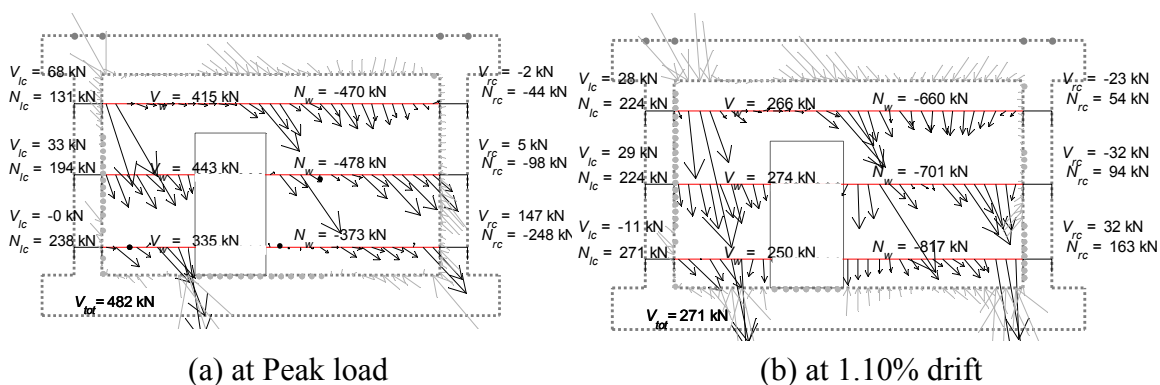 V_lc = 68 kN
N_lc = 131 kN
V_w = 415 kN
N_w = -470 kN
V_rc = -2 kN
N_rc = -44 kN
V_lc = 33 kN
N_lc = 194 kN
V_w = 443 kN
N_w = -478 kN
V_rc = 5 kN
N_rc = -98 kN
V_lc = -0 kN
N_lc = 238 kN
V_w = 335 kN
N_w = -373 kN
V_rc = 147 kN
N_rc = -248 kN
V_tot = 482 kN
(a) at Peak load
V_lc = 28 kN
N_lc = 224 kN
V_w = 266 kN
N_w = -660 kN
V_rc = -23 kN
N_rc = 54 kN
V_lc = 29 kN
N_lc = 224 kN
V_w = 274 kN
N_w = -701 kN
V_rc = -32 kN
N_rc = 94 kN
V_lc = -11 kN
N_lc = 271 kN
V_w = 250 kN
N_w = -817 kN
V_rc = 32 kN
N_rc = 163 kN
V_tot = 271 kN
(b) at 1.10% drift